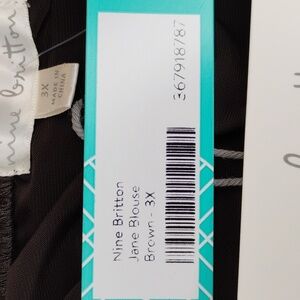 nine britton
3X
MADE IN
CHINA
Nine Britton
Jane Blouse
Brown - 3X
367918787